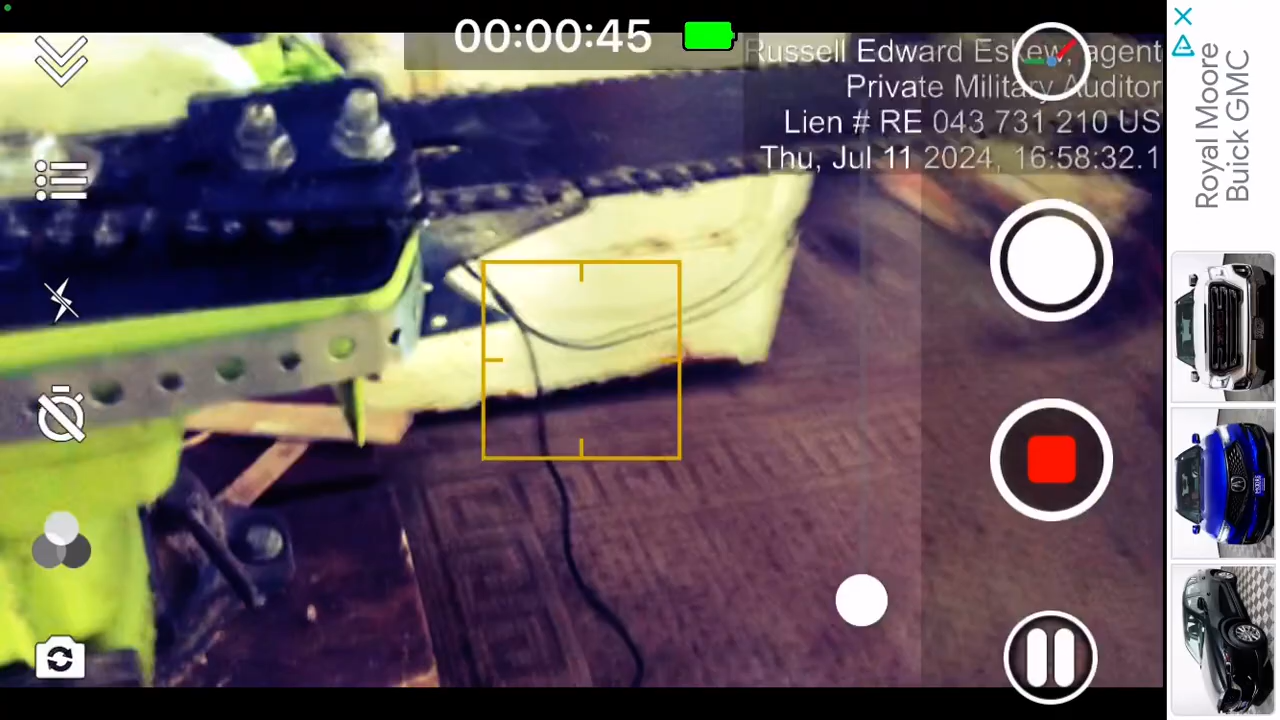 00:00:45
Russell Edward Eskew, agent
Private Military Auditor
Lien # RE 043 731 210 US
Thu, Jul 11 2024, 16:58:32.1
Royal Moore
Buick GMC